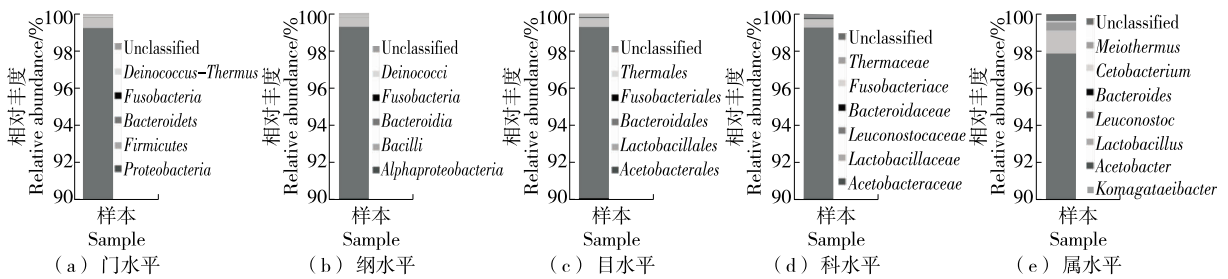 相对丰度
Relative abundance/%
100
98
96
94
92
90
Unclassified
Deinococcus-Thermus
Fusobacteria
Bacteroidets
Firmicutes
Proteobacteria
样本
Sample
(a) 门水平
相对丰度
Relative abundance/%
100
98
96
94
92
90
Unclassified
Deinococci
Fusobacteria
Bacteroidia
Bacilli
Alphaproteobacteria
样本
Sample
(b) 纲水平
相对丰度
Relative abundance/%
100
98
96
94
92
90
Unclassified
Thermales
Fusobacteriales
Bacteroidales
Lactobacillales
Acetobacterales
样本
Sample
(c) 目水平
相对丰度
Relative abundance/%
100
98
96
94
92
90
Unclassified
Thermaceae
Fusobacteriace
Bacteroidaceae
Leuconostocaceae
Lactobacillaceae
Acetobacteraceae
样本
Sample
(d) 科水平
相对丰度
Relative abundance/%
100
98
96
94
92
90
Unclassified
Meiothermus
Cetobacterium
Bacteroides
Leuconostoc
Lactobacillus
Acetobacter
Komagataeibacter
样本
Sample
(e) 属水平